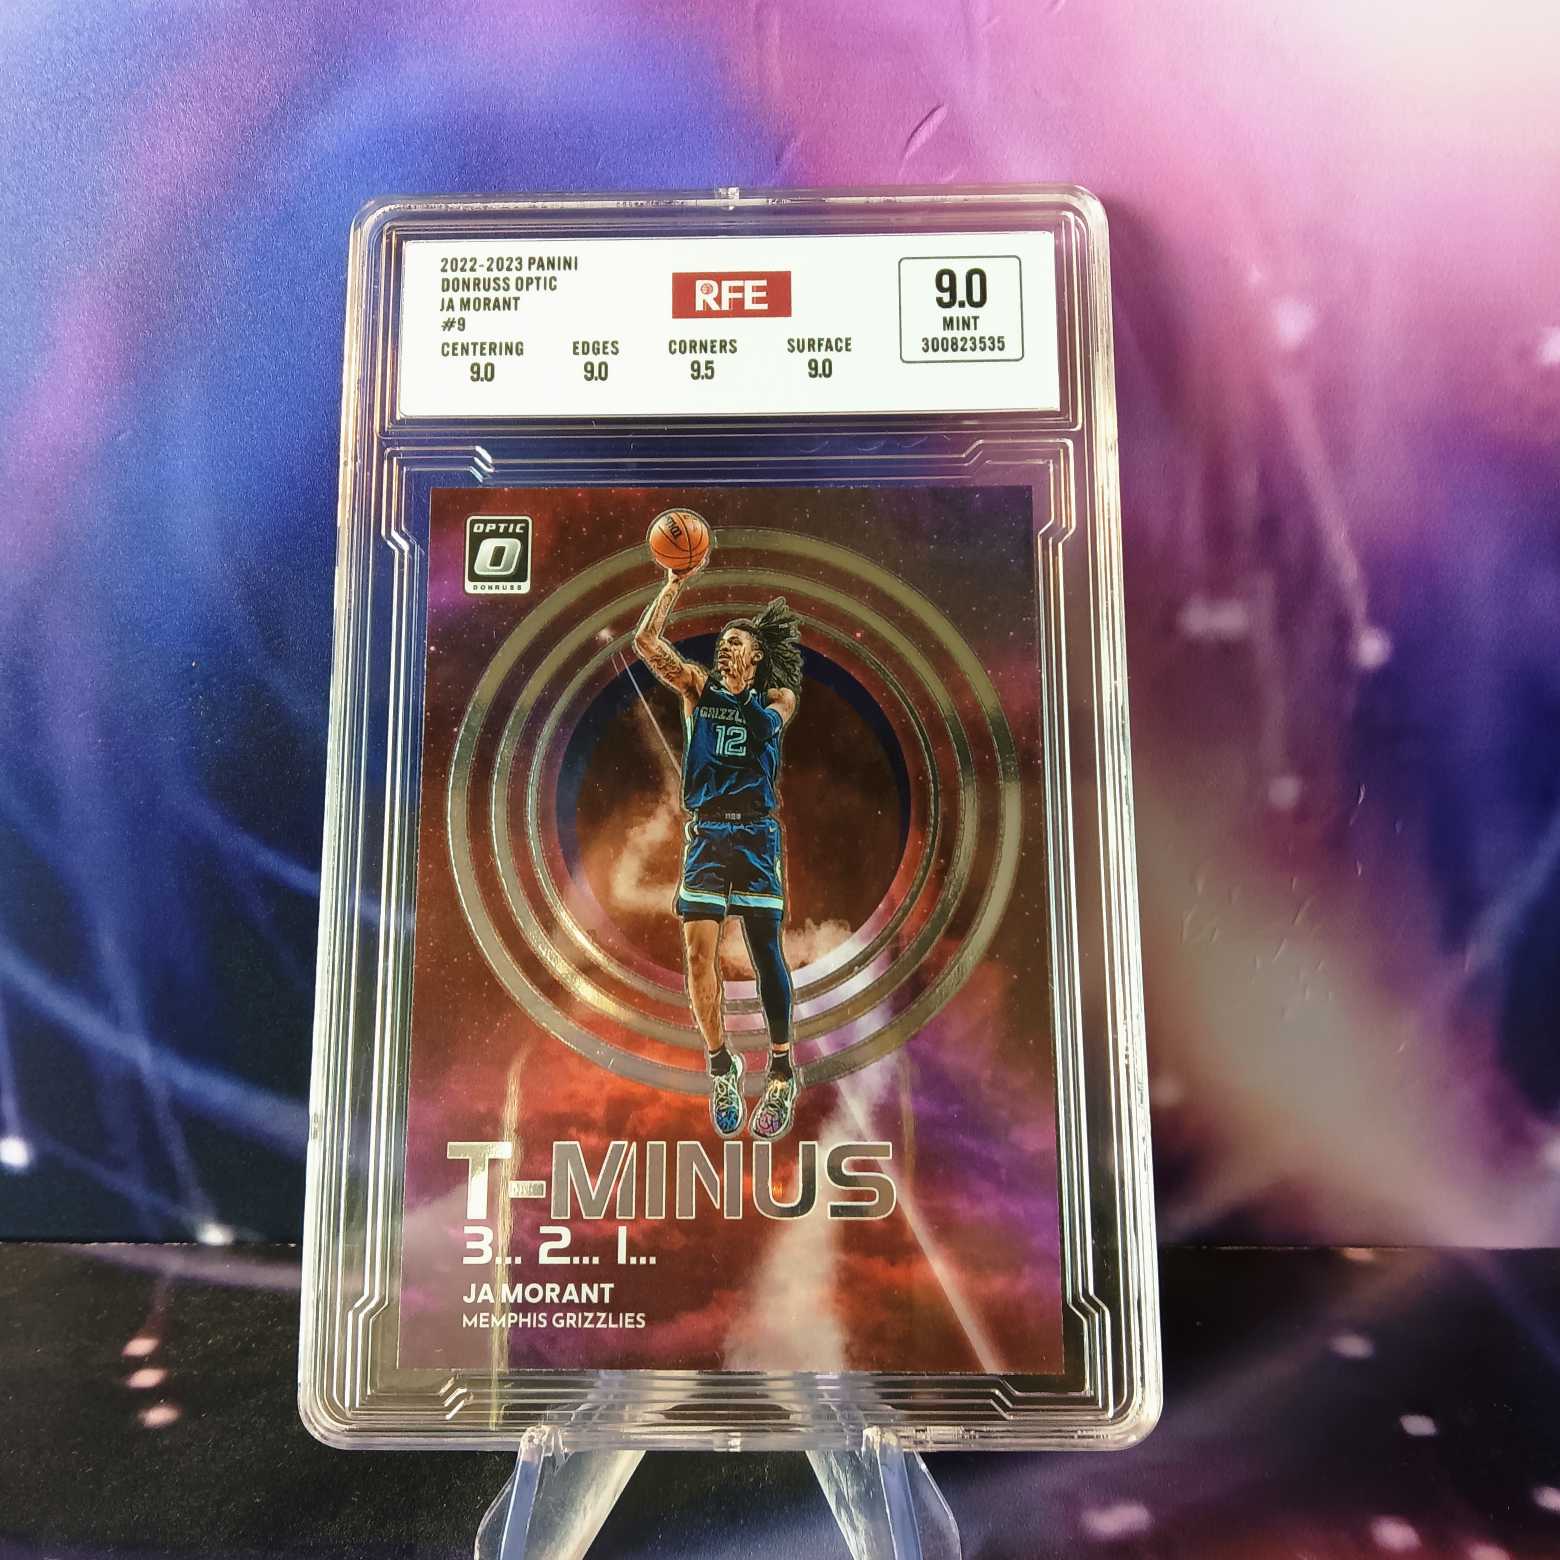 2022-2023 PANINI
DONRUSS OPTIC
JA MORANT
#9
RFE
9.0
MINT
300823535
CENTERING EDGES CORNERS SURFACE
9.0 9.0 9.5 9.0
OPTIC
O
DONRUSS
GRIZZL
12
T-MINUS
3... 2... 1...
JA MORANT
MEMPHIS GRIZZLIES